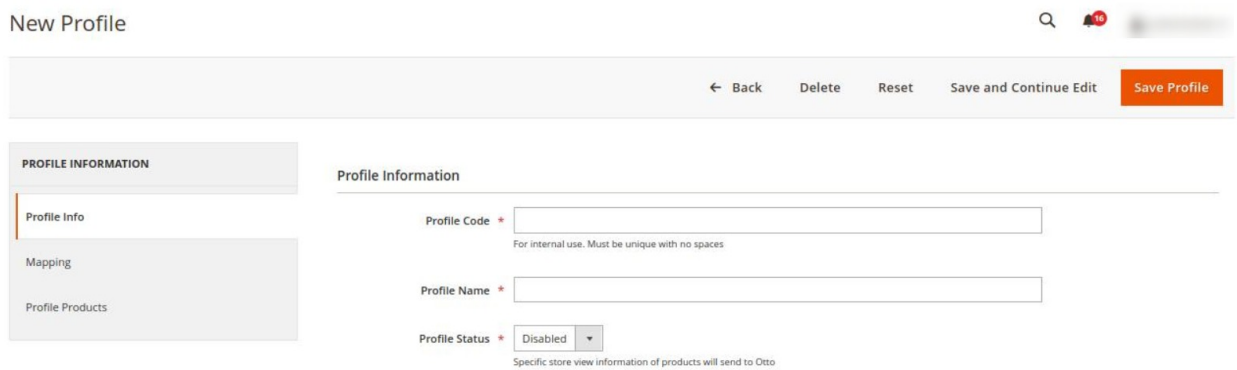 New Profile
16
← Back Delete Reset Save and Continue Edit Save Profile
PROFILE INFORMATION
Profile Info
Mapping
Profile Products
Profile Information
Profile Code *
For internal use. Must be unique with no spaces
Profile Name *
Profile Status * Disabled
Specific store view information of products will send to Otto